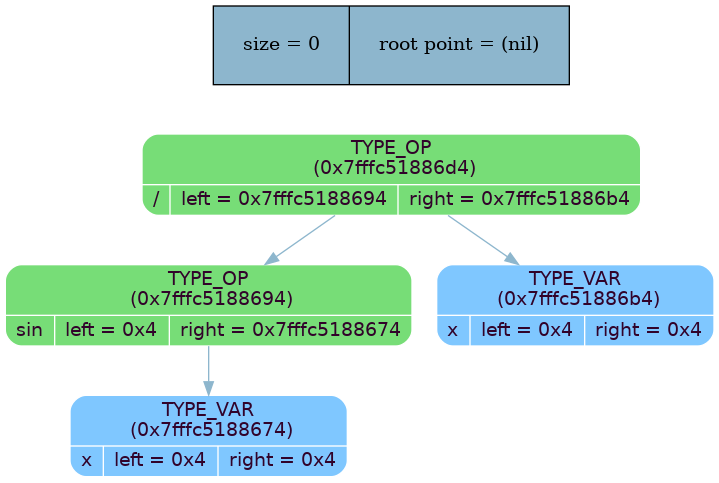 size = 0 root point = (nil)
TYPE_OP
(0x7fffc51886d4)
/ left = 0x7fffc5188694 right = 0x7fffc51886b4
TYPE_OP
(0x7fffc5188694)
sin left = 0x4 right = 0x7fffc5188674
TYPE_VAR
(0x7fffc51886b4)
x left = 0x4 right = 0x4
TYPE_VAR
(0x7fffc5188674)
x left = 0x4 right = 0x4